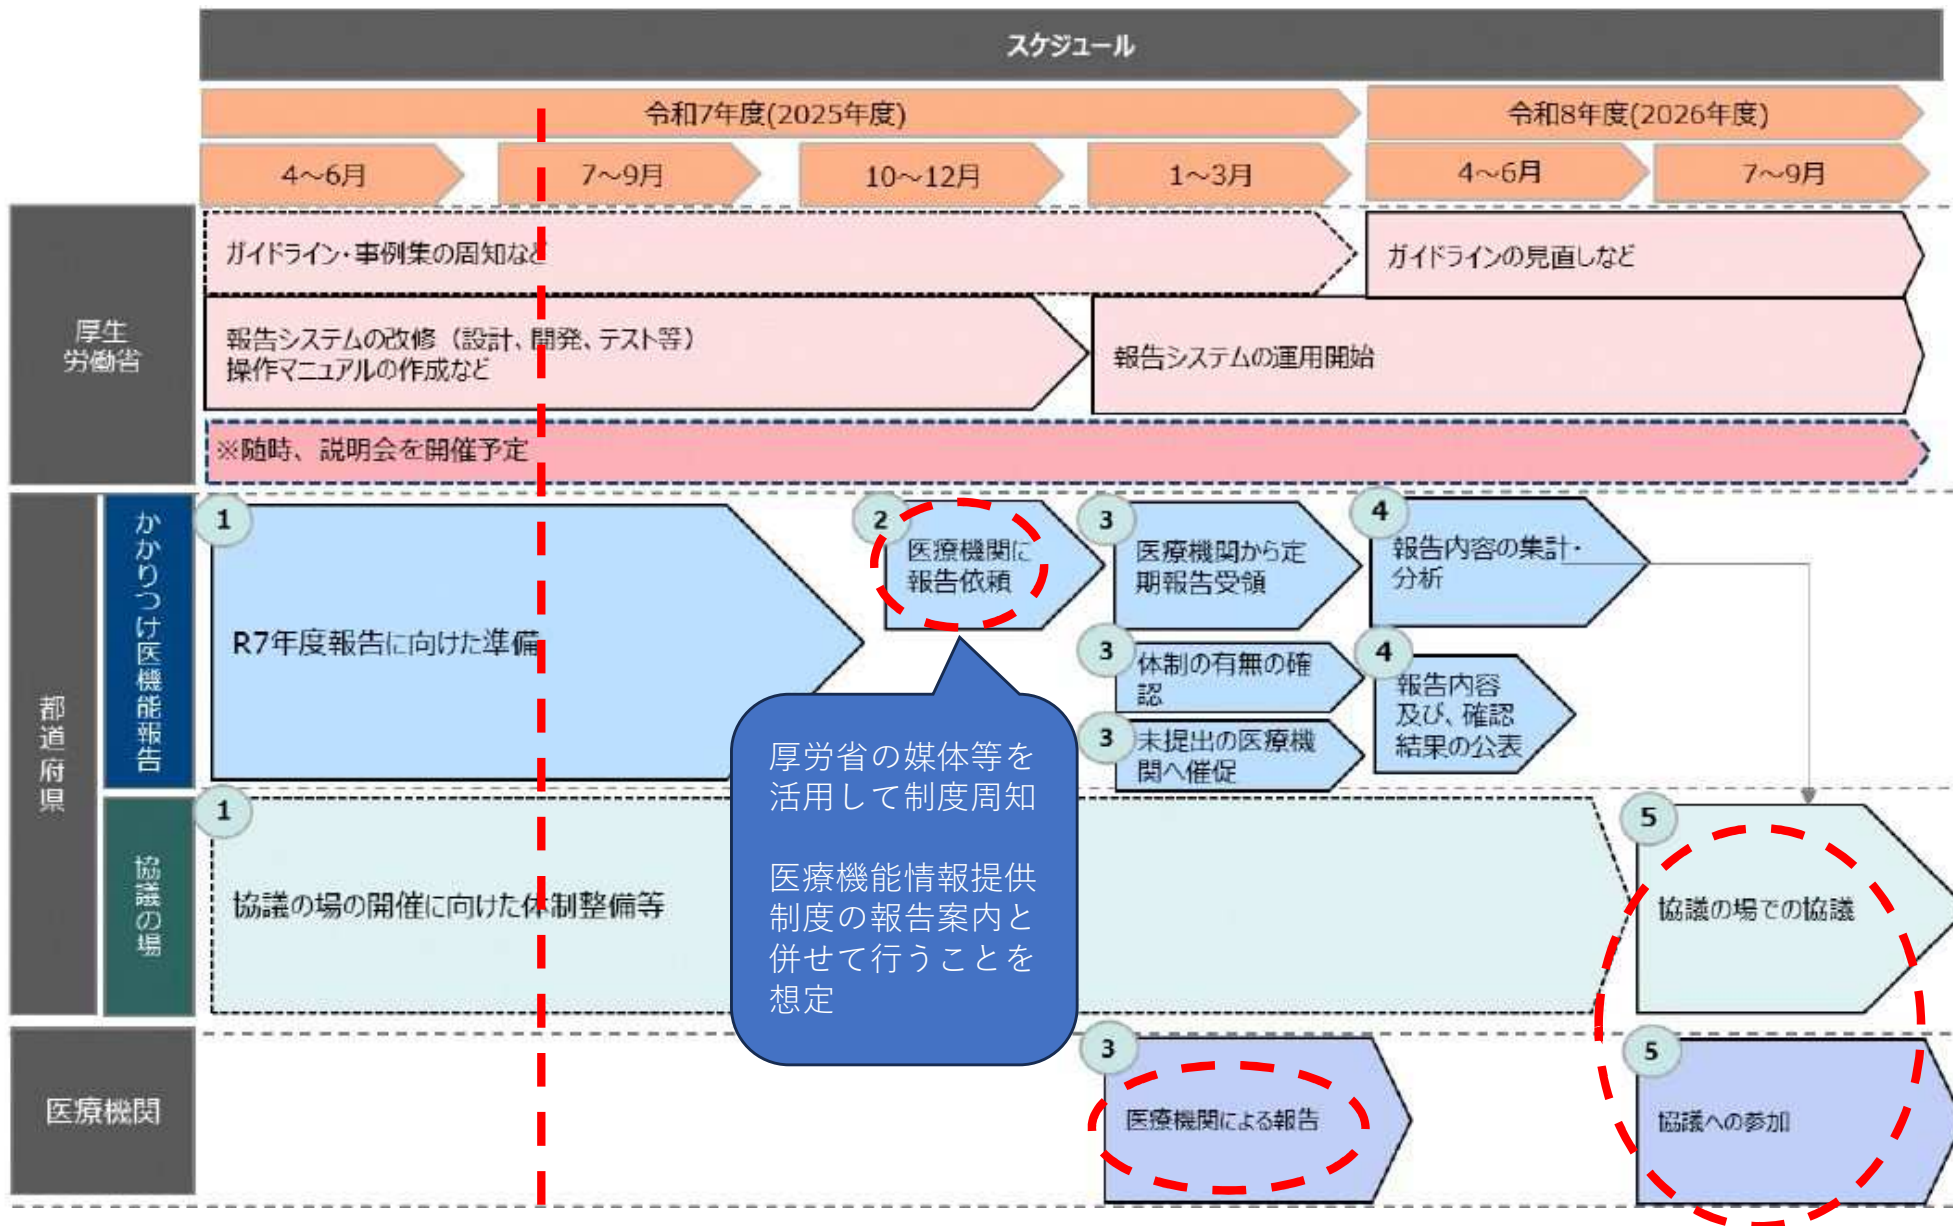 スケジュール
令和7年度(2025年度)
令和8年度(2026年度)
4～6月
7～9月
10～12月
1～3月
4～6月
7～9月
厚生
労働省
ガイドライン・事例集の周知など
ガイドラインの見直しなど
報告システムの改修（設計、開発、テスト等）
操作マニュアルの作成など
報告システムの運用開始
※随時、説明会を開催予定
都道府県
かかりつけ医機能報告
1
R7年度報告に向けた準備
2
医療機関に
報告依頼
3
医療機関から定
期報告受領
3
体制の有無の確
認
3
未提出の医療機
関へ催促
4
報告内容の集計・
分析
4
報告内容
及び、確認
結果の公表
厚労省の媒体等を
活用して制度周知
医療機能情報提供
制度の報告案内と
併せて行うことを
想定
協議の場
1
協議の場の開催に向けた体制整備等
5
協議の場での協議
医療機関
3
医療機関による報告
5
協議への参加